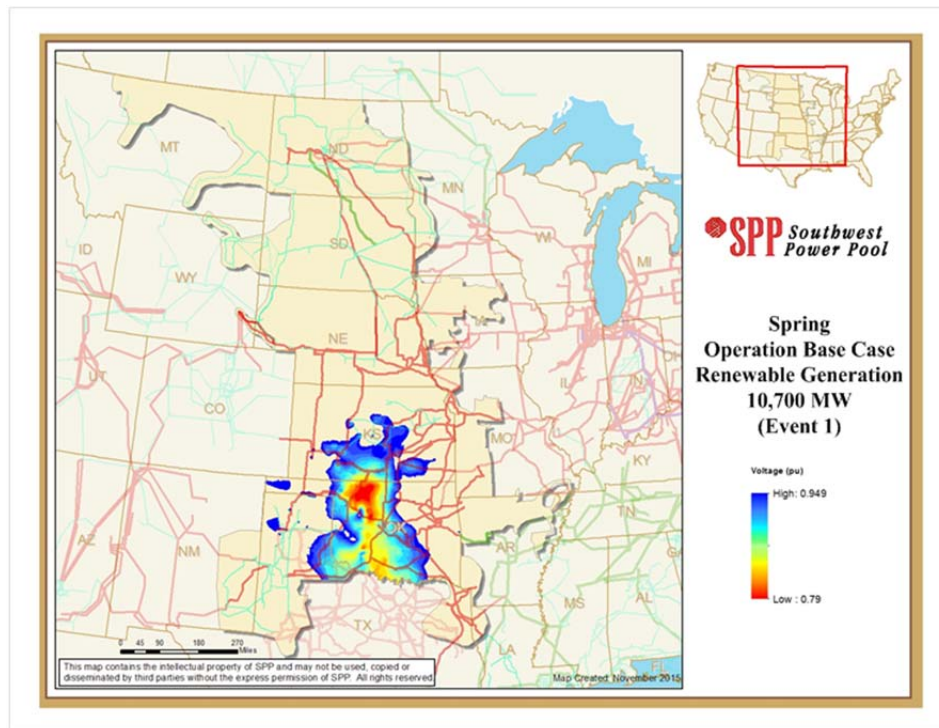 MT
ND
MN
ID
SD
WI
MI
WY
NE
IA
UT
CO
IL
IN
OH
KS
MO
KY
TN
AZ
NM
OK
AR
GA
MS
AL
TX
LA
FL
0 45 90 180 270
Miles
This map contains the intellectual property of SPP and may not be used, copied or
disseminated by third parties without the express permission of SPP. All rights reserved.
Map Created: November 2015
SPP Southwest
Power Pool
Spring
Operation Base Case
Renewable Generation
10,700 MW
(Event 1)
Voltage (pu)
High: 0.949
Low : 0.79